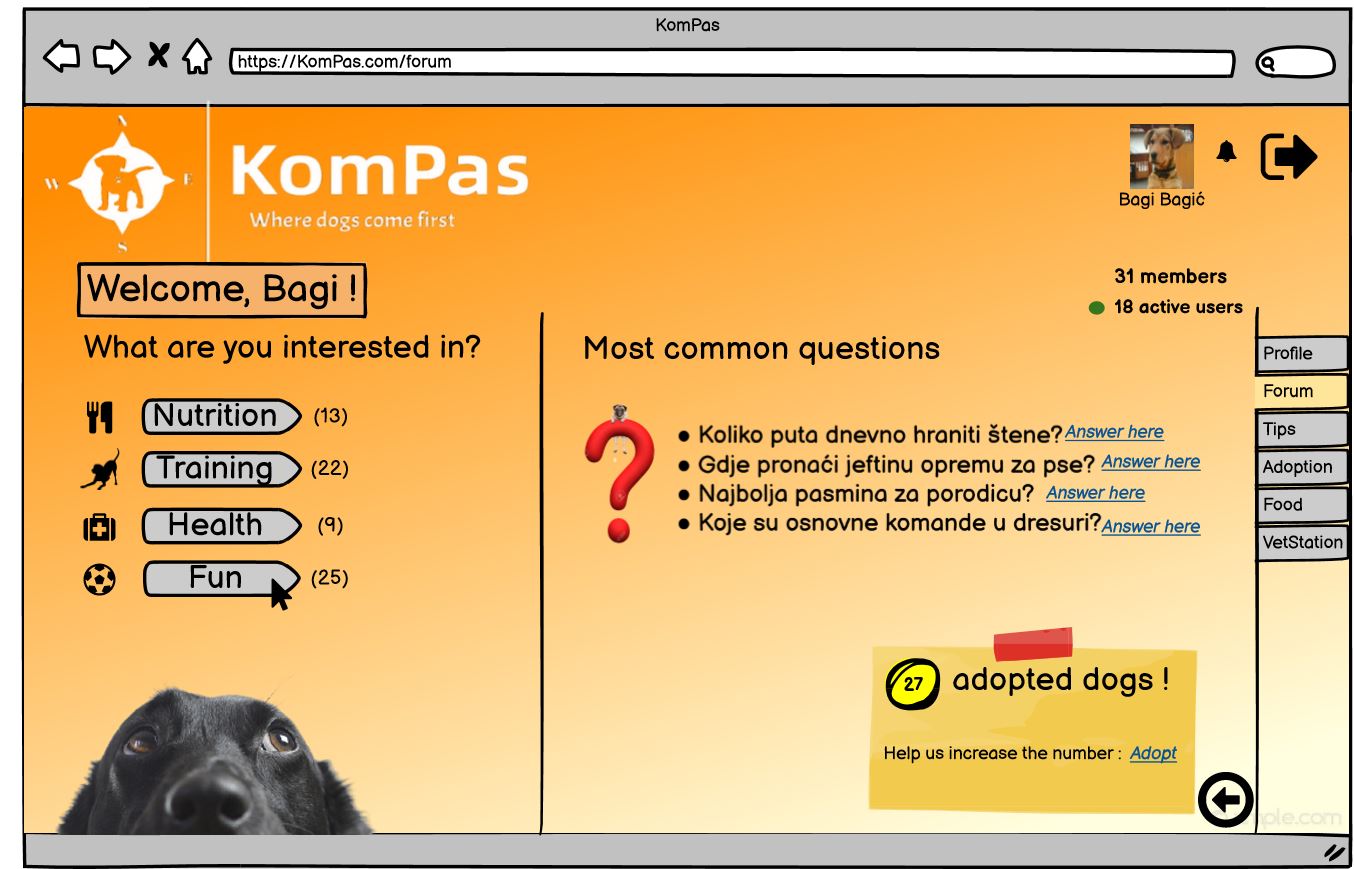 KomPas
https://KomPas.com/forum
N
W
E
S
KomPas
Where dogs come first
Bagi Bagić
Welcome, Bagi !
31 members
18 active users
What are you interested in?
Nutrition (13)
Training (22)
Health (9)
Fun (25)
Most common questions
● Koliko puta dnevno hraniti štene? Answer here
● Gdje pronaći jeftinu opremu za pse? Answer here
● Najbolja pasmina za porodicu? Answer here
● Koje su osnovne komande u dresuri? Answer here
Profile
Forum
Tips
Adoption
Food
VetStation
27 adopted dogs !
Help us increase the number : Adopt